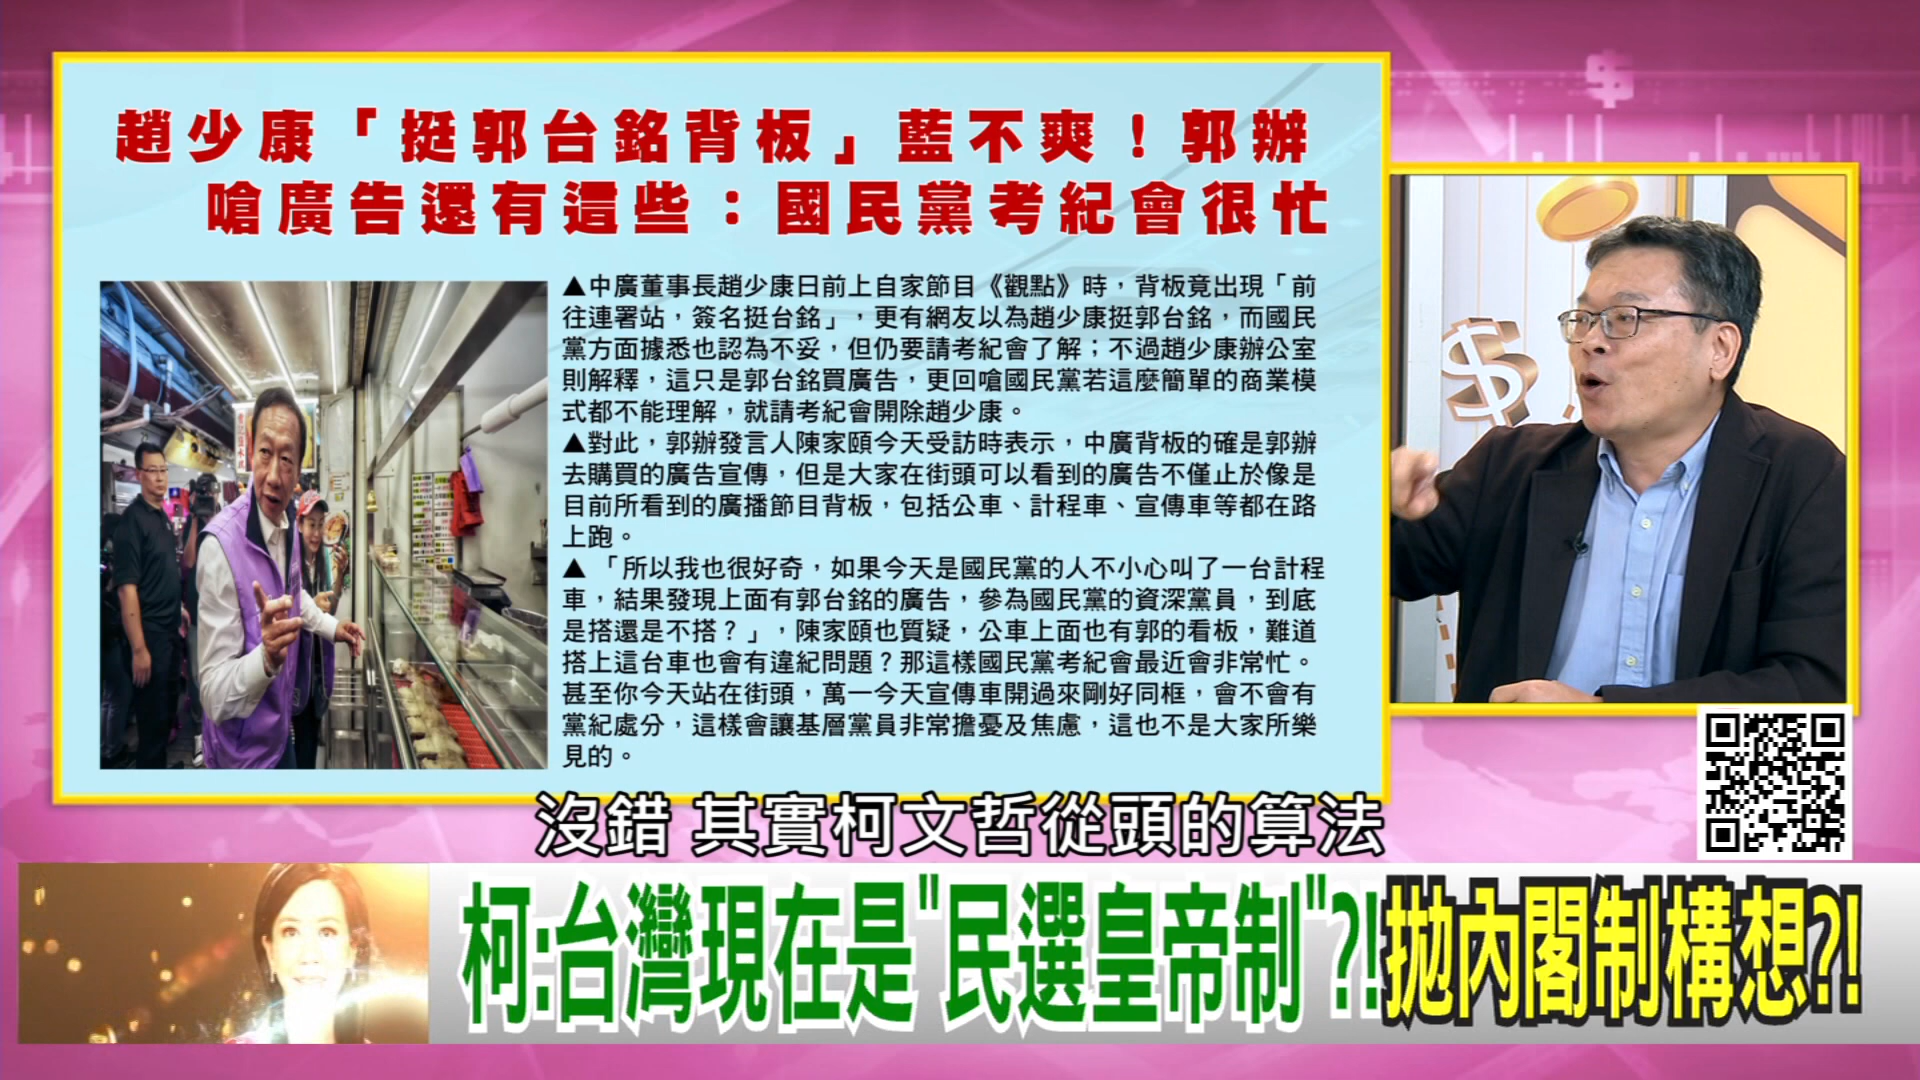 趙少康「挺郭台銘背板」藍不爽！郭辦
嗆廣告還有這些：國民黨考紀會很忙
▲中廣董事長趙少康日前上自家節目《觀點》時，背板竟出現「前
往連署站，簽名挺台銘」，更有網友以為趙少康挺郭台銘，而國民
黨方面據悉也認為不妥，但仍要請考紀會了解；不過趙少康辦公室
則解釋，這只是郭台銘買廣告，更回嗆國民黨若這麼簡單的商業模
式都不能理解，就請考紀會開除趙少康。
▲對此，郭辦發言人陳家頤今天受訪時表示，中廣背板的確是郭辦
去購買的廣告宣傳，但是大家在街頭可以看到的廣告不僅止於像是
目前所看到的廣播節目背板，包括公車、計程車、宣傳車等都在路
上跑。
▲「所以我也很好奇，如果今天是國民黨的人不小心叫了一台計程
車，結果發現上面有郭台銘的廣告，參為國民黨的資深黨員，到底
是搭還是不搭？」，陳家頤也質疑，公車上面也有郭的看板，難道
搭上這台車也會有違紀問題？那這樣國民黨考紀會最近會非常忙。
甚至你今天站在街頭，萬一今天宣傳車開過來剛好同框，會不會有
黨紀處分，這樣會讓基層黨員非常擔憂及焦慮，這也不是大家所樂
見的。
沒錯 其實柯文哲從頭的算法
柯:台灣現在是"民選皇帝制"?!拋內閣制構想?!